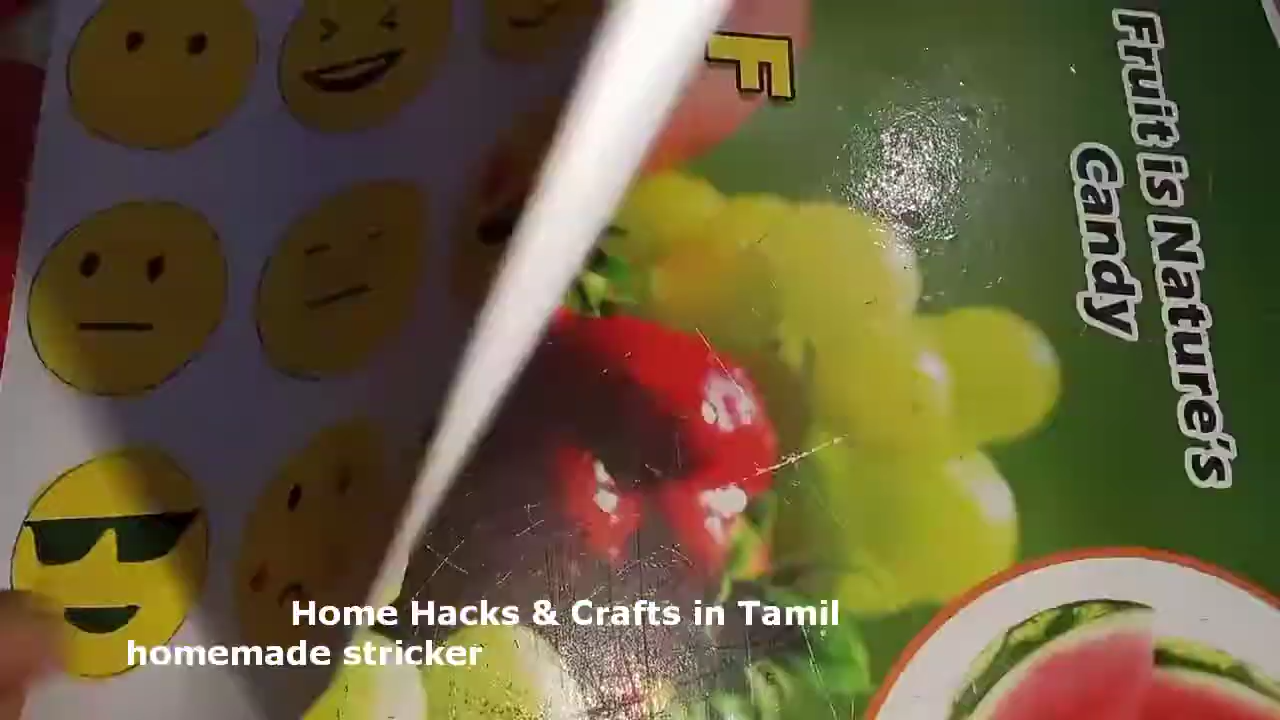 F
Fruit is Nature's
Candy
Home Hacks & Crafts in Tamil
homemade stricker